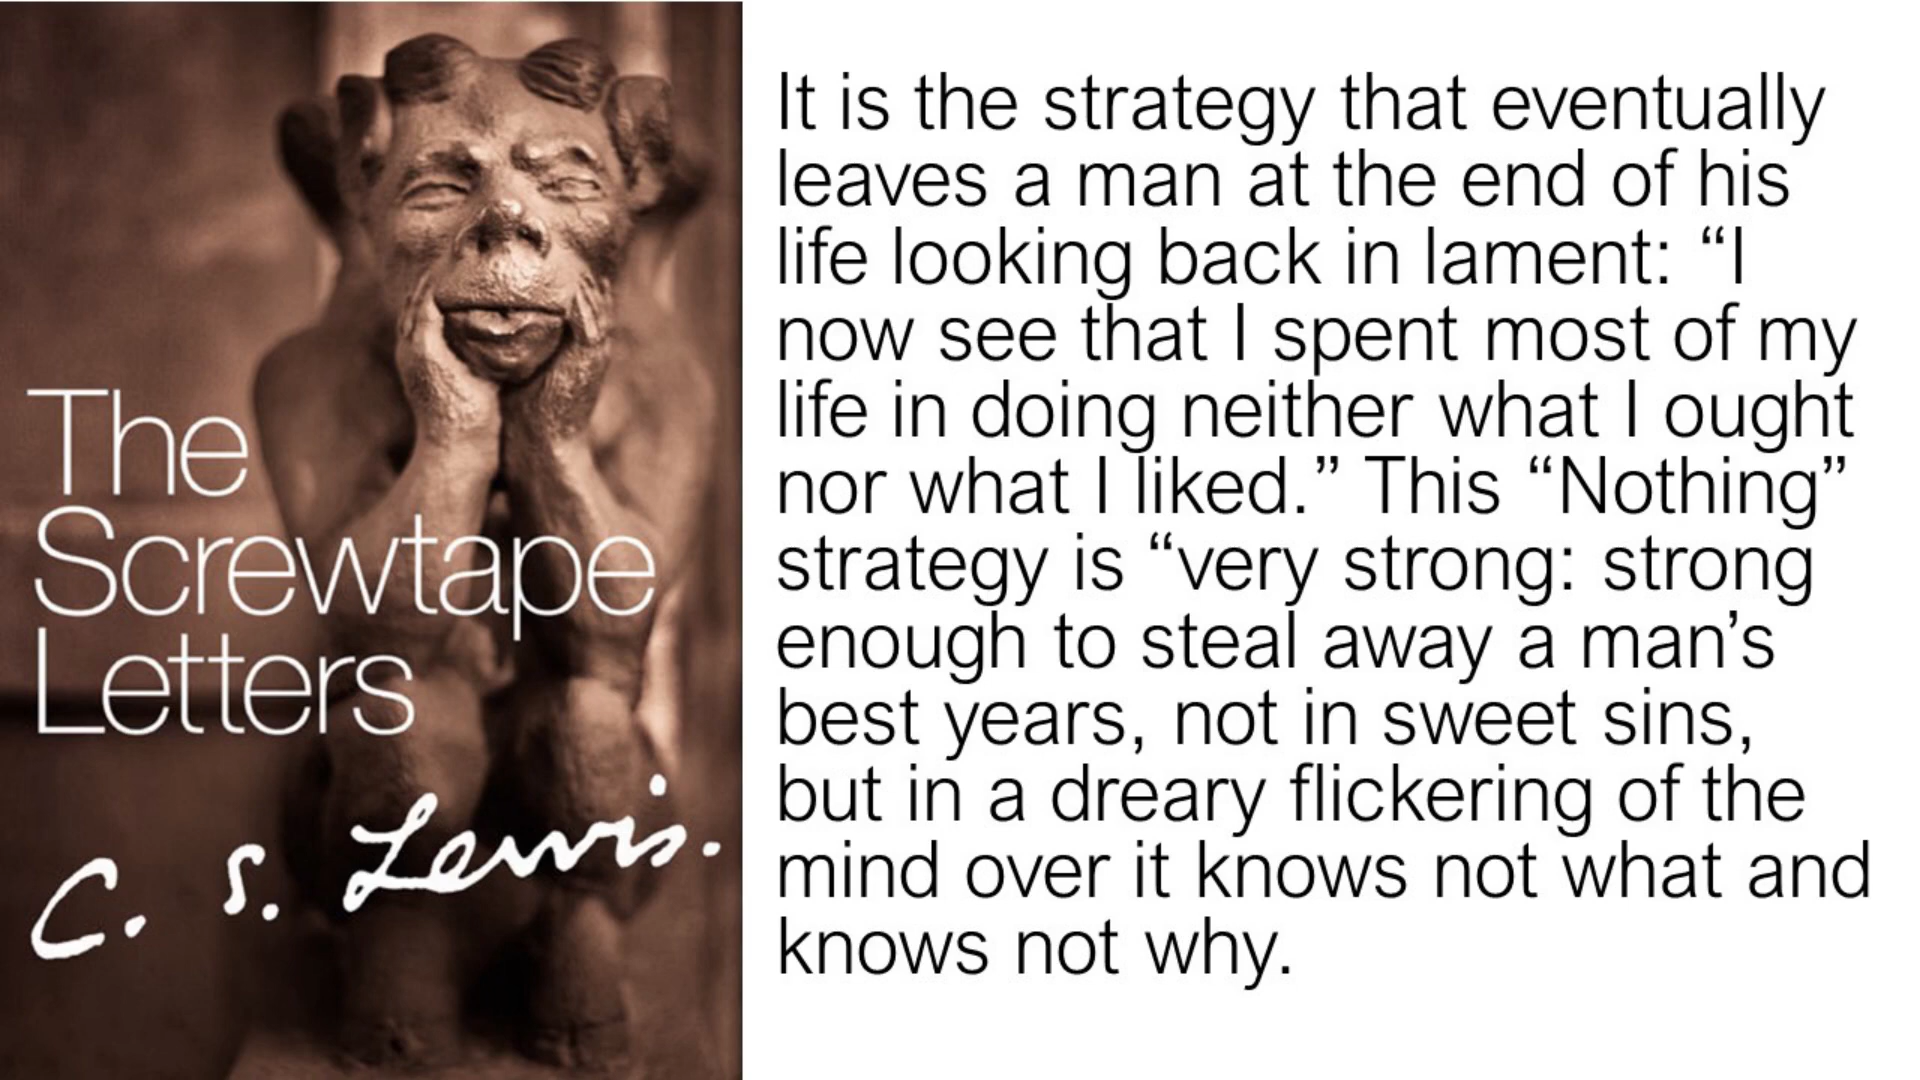 The
Screwtape
Letters
C. S. Lewis.
It is the strategy that eventually
leaves a man at the end of his
life looking back in lament: “I
now see that I spent most of my
life in doing neither what I ought
nor what I liked.” This “Nothing”
strategy is “very strong: strong
enough to steal away a man’s
best years, not in sweet sins,
but in a dreary flickering of the
mind over it knows not what and
knows not why.